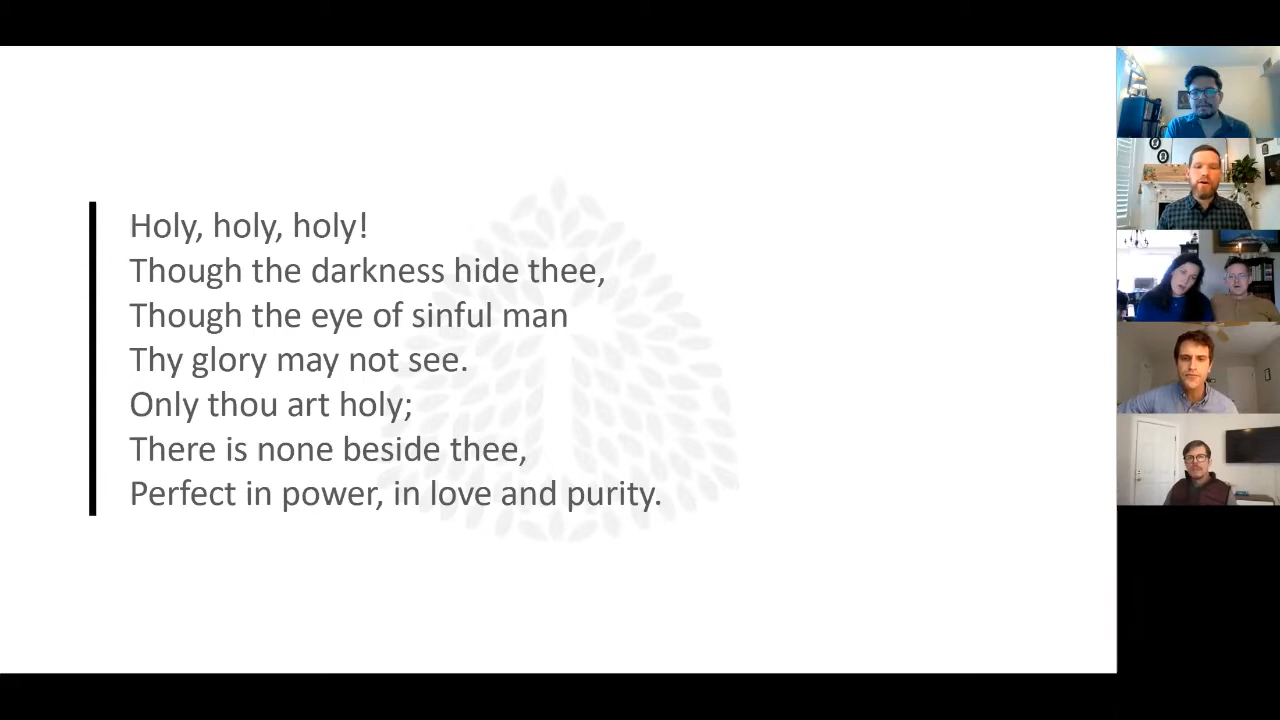 Holy, holy, holy!
Though the darkness hide thee,
Though the eye of sinful man
Thy glory may not see.
Only thou art holy;
There is none beside thee,
Perfect in power, in love and purity.